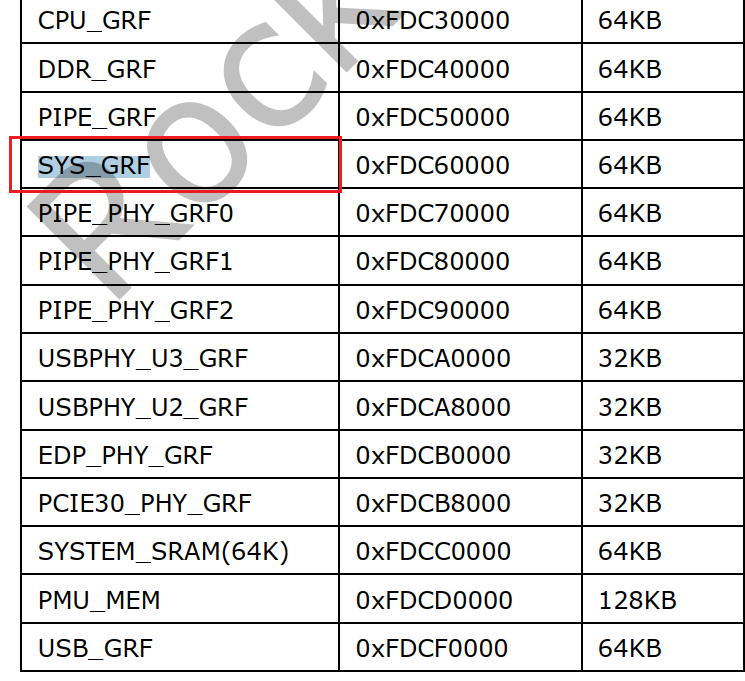 CPU_GRF 0xFDC30000 64KB
DDR_GRF 0xFDC40000 64KB
PIPE_GRF 0xFDC50000 64KB
SYS_GRF 0xFDC60000 64KB
PIPE_PHY_GRF0 0xFDC70000 64KB
PIPE_PHY_GRF1 0xFDC80000 64KB
PIPE_PHY_GRF2 0xFDC90000 64KB
USBPHY_U3_GRF 0xFDCA0000 32KB
USBPHY_U2_GRF 0xFDCA8000 32KB
EDP_PHY_GRF 0xFDCB0000 32KB
PCIE30_PHY_GRF 0xFDCB8000 32KB
SYSTEM_SRAM(64K) 0xFDCC0000 64KB
PMU_MEM 0xFDCD0000 128KB
USB_GRF 0xFDCF0000 64KB
Rock